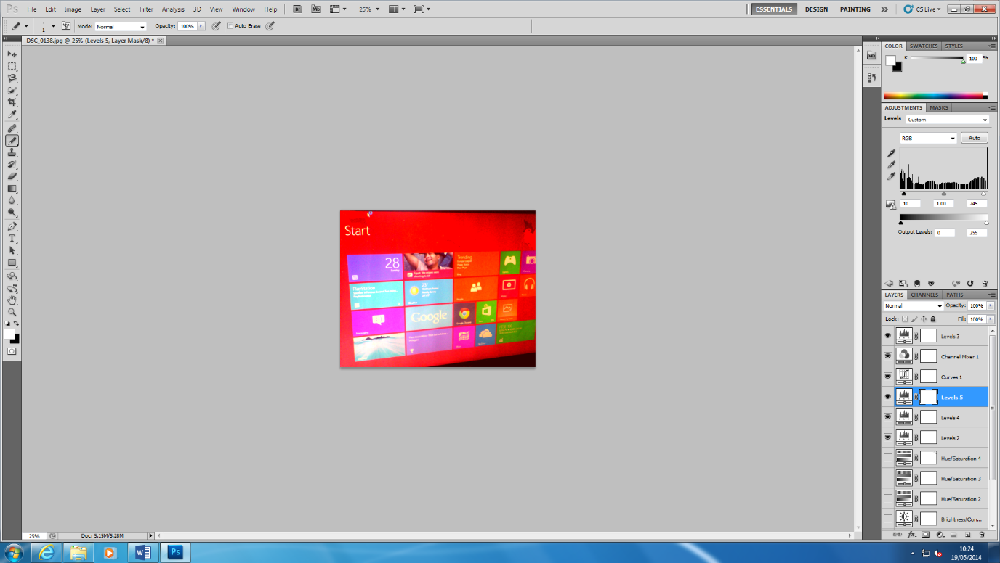 Ps File Edit Image Layer Select Filter Analysis 3D View Window Help Br Mb 25% ESSENTIALS DESIGN PAINTING CS Live
1 Mode: Normal Opacity: 100% Auto Erase
DSC_0138.jpg @ 25% (Levels 5, Layer Mask/8) *
COLOR SWATCHES STYLES
K 100 %
ADJUSTMENTS MASKS
Levels Custom
RGB Auto
10 1.00 245
Output Levels: 0 255
LAYERS CHANNELS PATHS
Normal Opacity: 100%
Lock: Fill: 100%
Levels 3
Channel Mixer 1
Curves 1
Levels 5
Levels 4
Levels 2
Hue/Saturation 4
Hue/Saturation 3
Hue/Saturation 2
Brightness/Con...
Start
28
Trending
PlayStation
Google
25% Doc: 5.15M/5.28M
W Ps
10:24
19/05/2014